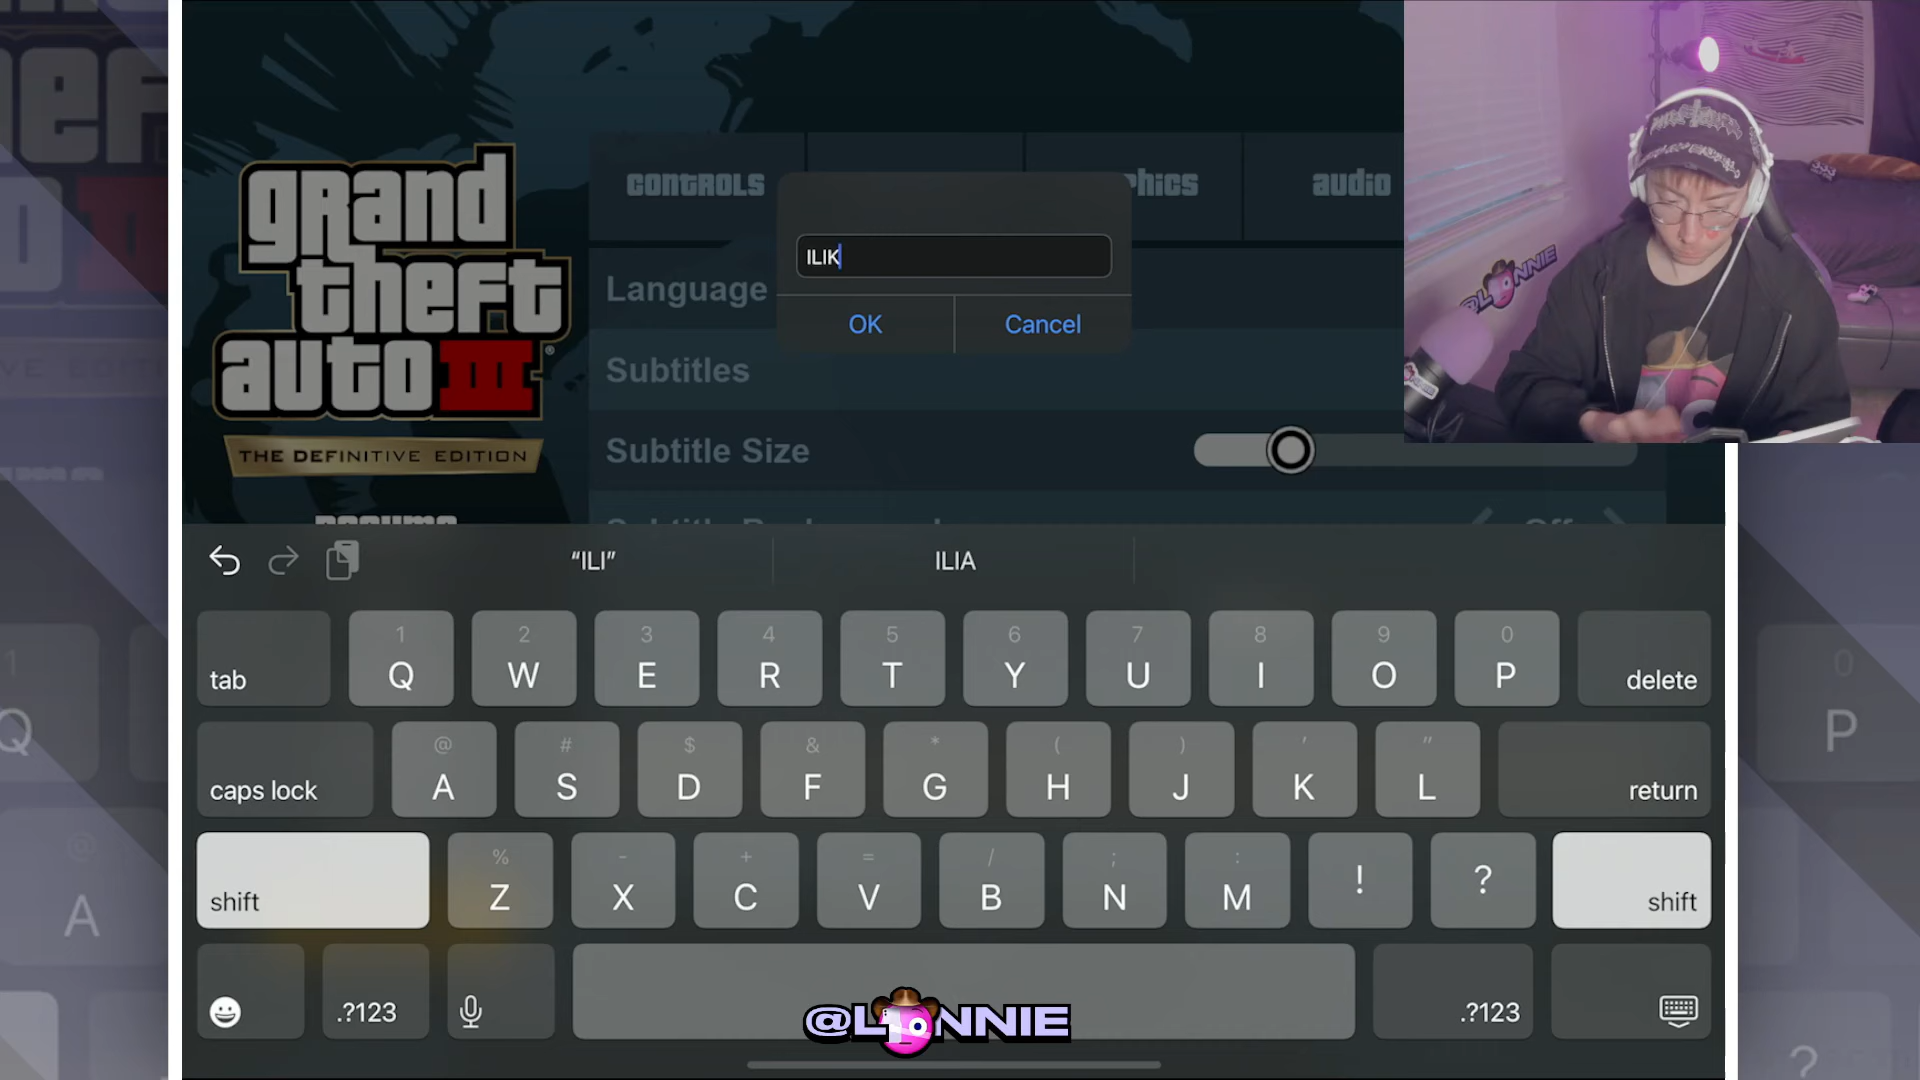 grand
theft
auto III
®
THE DEFINITIVE EDITION
CONTROLS
audio
ILIK
OK
Cancel
Language
Subtitles
Subtitle Size
Off
@LONNIE
“ILI”
ILIA
tab
1 2 3 4 5 6 7 8 9 0
Q W E R T Y U I O P
delete
caps lock
@ # $ & * ( ) ' "
A S D F G H J K L
return
shift
% - + = / ; :
Z X C V B N M ! ?
shift
.?123
.?123
@LONNIE